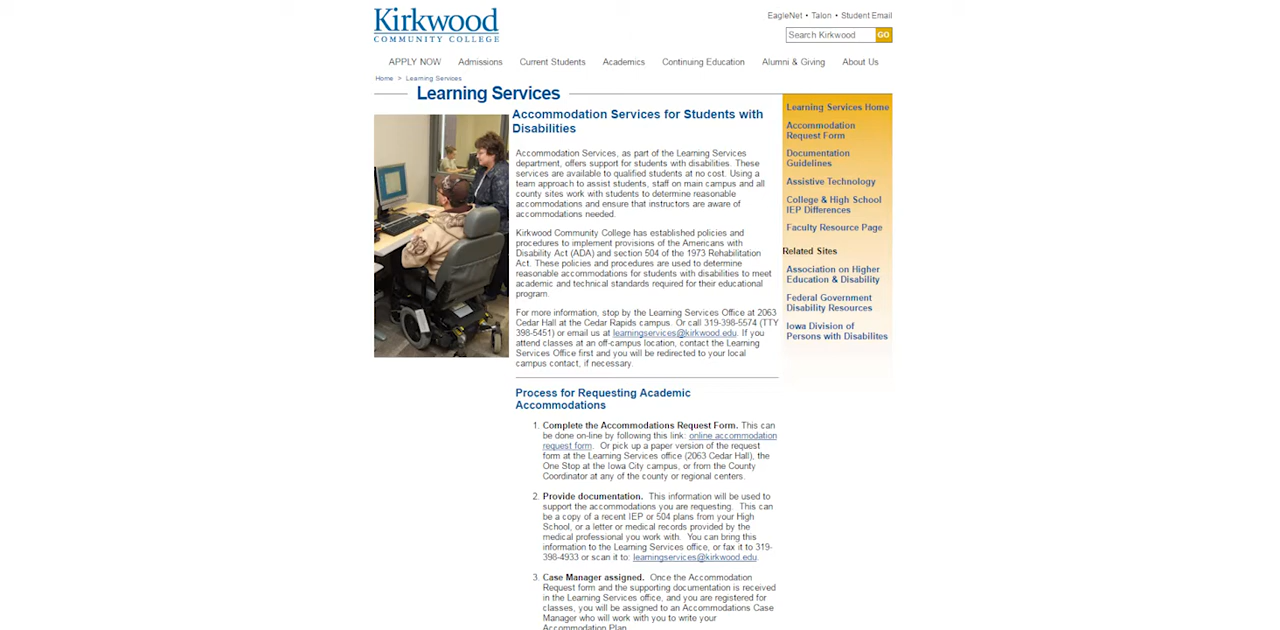 Kirkwood
COMMUNITY COLLEGE
EagleNet • Talon • Student Email
Search Kirkwood GO
APPLY NOW Admissions Current Students Academics Continuing Education Alumni & Giving About Us
Home > Learning Services
Learning Services
Accommodation Services for Students with
Disabilities
Accommodation Services, as part of the Learning Services
department, offers support for students with disabilities. These
services are available to qualified students at no cost. Using a
team approach to assist students, staff on main campus and all
county sites work with students to determine reasonable
accommodations and ensure that instructors are aware of
accommodations needed.
Kirkwood Community College has established policies and
procedures to implement provisions of the Americans with
Disability Act (ADA) and section 504 of the 1973 Rehabilitation
Act. These policies and procedures are used to determine
reasonable accommodations for students with disabilities to meet
academic and technical standards required for their educational
program.
For more information, stop by the Learning Services Office at 2063
Cedar Hall at the Cedar Rapids campus. Or call 319-398-5574 (TTY
398-5451) or email us at learningservices@kirkwood.edu. If you
attend classes at an off-campus location, contact the Learning
Services Office first and you will be redirected to your local
campus contact, if necessary.
Process for Requesting Academic
Accommodations
1. Complete the Accommodations Request Form. This can
be done on-line by following this link: online accommodation
request form. Or pick up a paper version of the request
form at the Learning Services office (2063 Cedar Hall), the
One Stop at the Iowa City campus, or from the County
Coordinator at any of the county or regional centers.
2. Provide documentation. This information will be used to
support the accommodations you are requesting. This can
be a copy of a recent IEP or 504 plans from your High
School, or a letter or medical records provided by the
medical professional you work with. You can bring this
information to the Learning Services office, or fax it to 319-
398-4933 or scan it to: learningservices@kirkwood.edu.
3. Case Manager assigned. Once the Accommodation
Request form and the supporting documentation is received
in the Learning Services office, and you are registered for
classes, you will be assigned to an Accommodations Case
Manager who will work with you to write your
Accommodation Plan.
Learning Services Home
Accommodation
Request Form
Documentation
Guidelines
Assistive Technology
College & High School
IEP Differences
Faculty Resource Page
Related Sites
Association on Higher
Education & Disability
Federal Government
Disability Resources
Iowa Division of
Persons with Disabilites